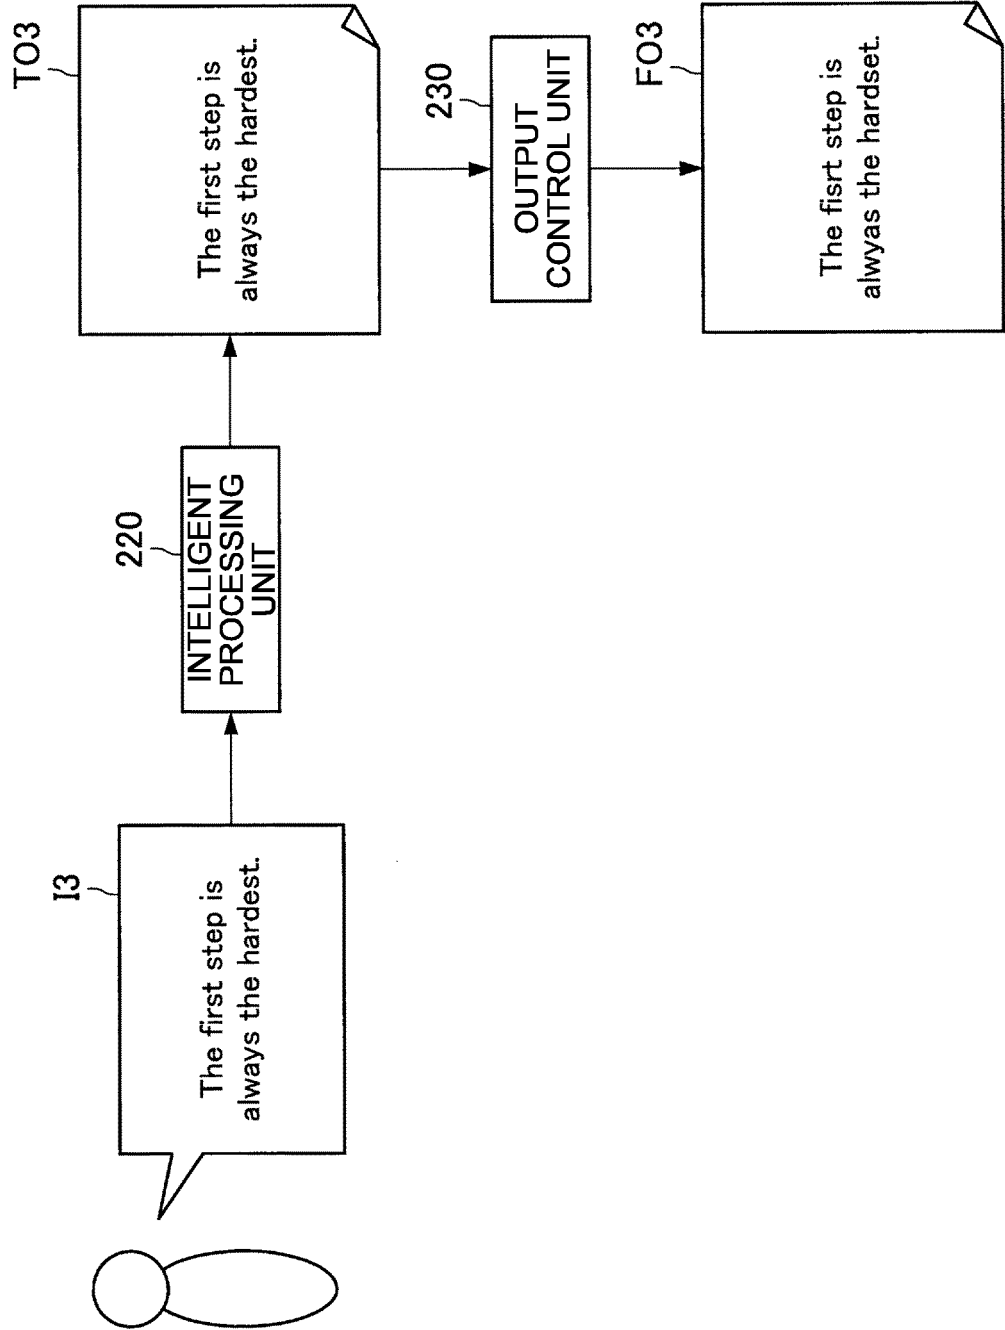 I3
The first step is
always the hardest.
220
INTELLIGENT
PROCESSING
UNIT
TO3
The first step is
always the hardest.
230
OUTPUT
CONTROL UNIT
FO3
The fisrt step is
alwyas the hardset.